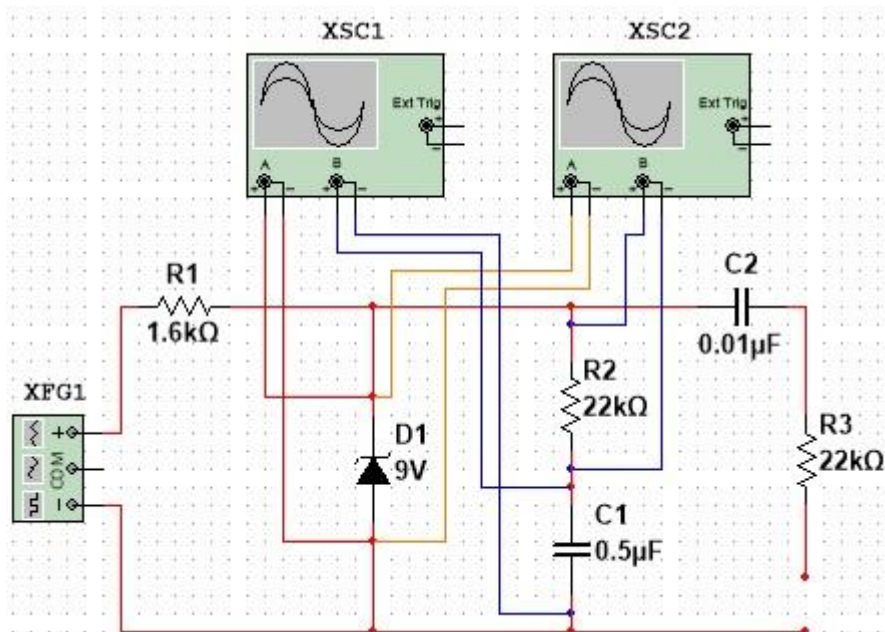 XSC1
XSC2
Ext Trig
Ext Trig
A
B
A
B
R1
1.6kΩ
C2
0.01µF
XFG1
COM
R2
22kΩ
R3
22kΩ
D1
9V
C1
0.5µF